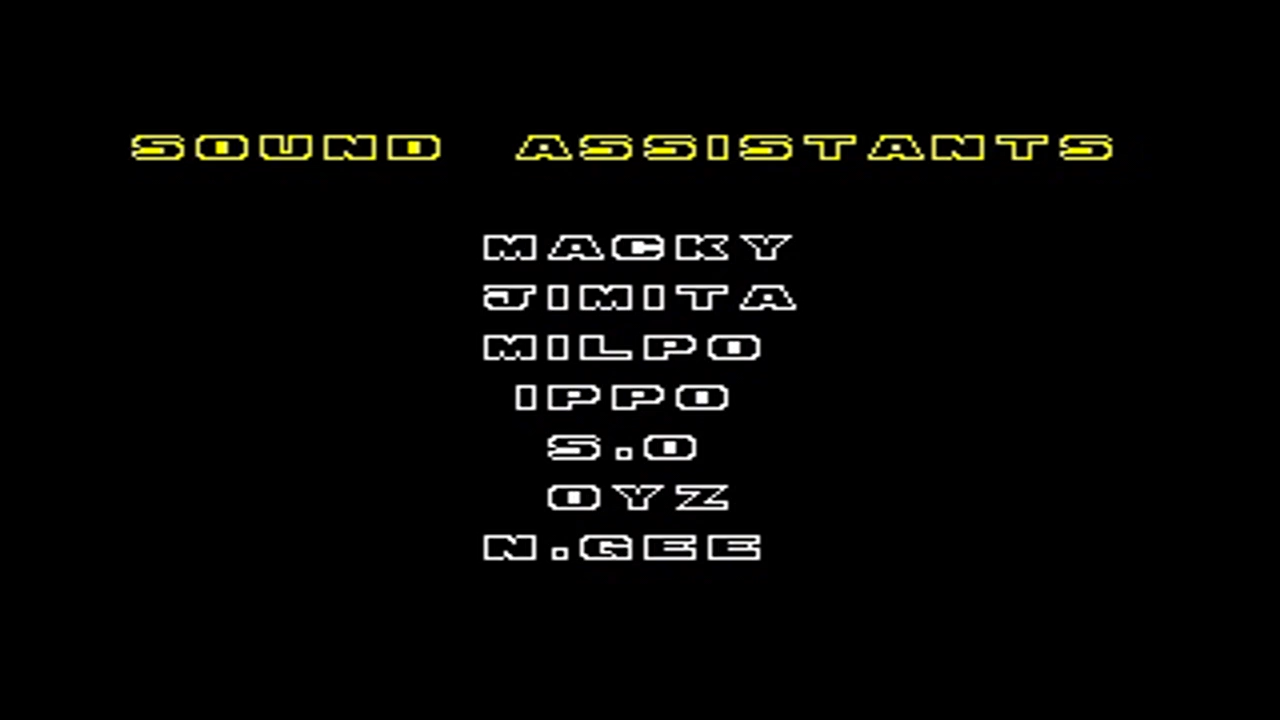 SOUND ASSISTANTS
MACKY
JIMITA
MILPO
IPPO
S.O
OYZ
N.GEE